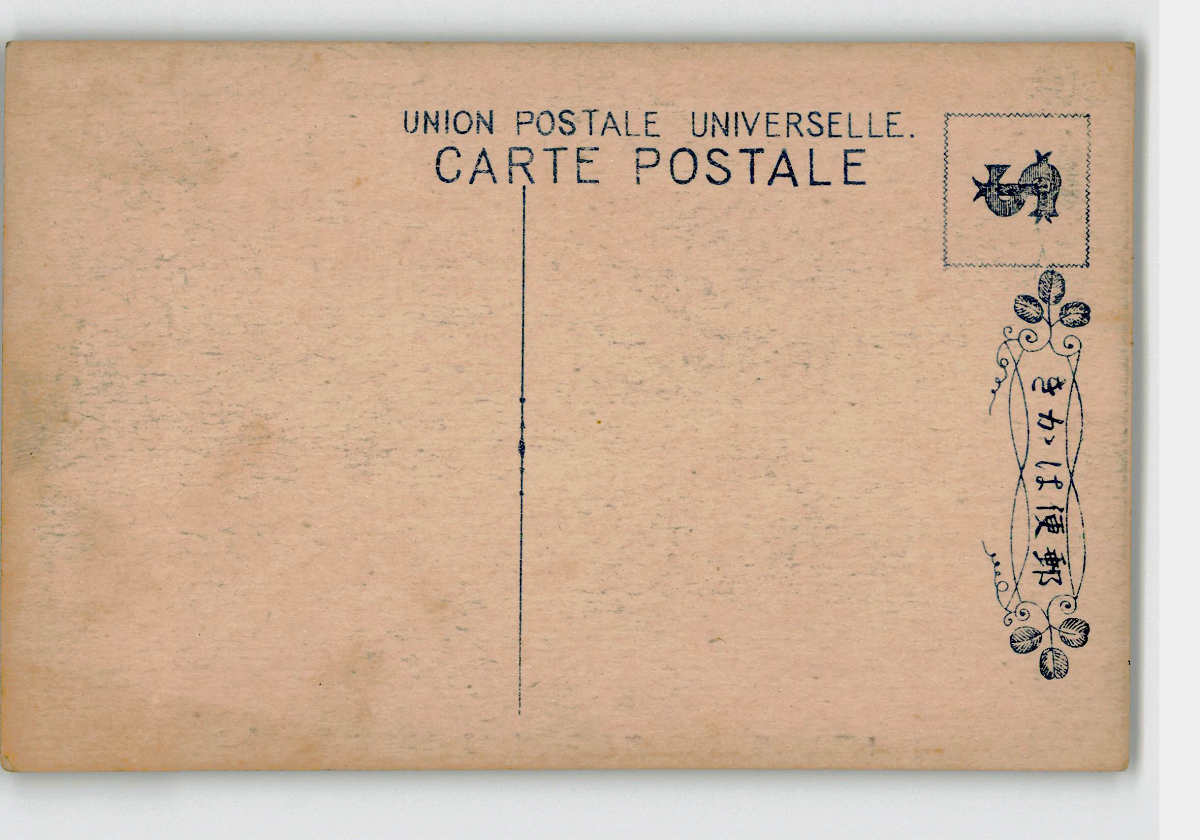 UNION POSTALE UNIVERSELLE.
CARTE POSTALE
きかは便郵